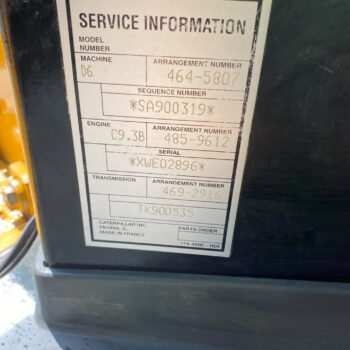 SERVICE INFORMATION
MODEL
NUMBER
MACHINE ARRANGEMENT NUMBER
D6 464-5807
SEQUENCE NUMBER
*SA900319*
ENGINE ARRANGEMENT NUMBER
C9.3B 485-9612
SERIAL
*XWE02896*
TRANSMISSION ARRANGEMENT NUMBER
469-2916
TK900535
CATERPILLAR INC.
PEORIA, IL
MADE IN FRANCE
PARTS ORDER